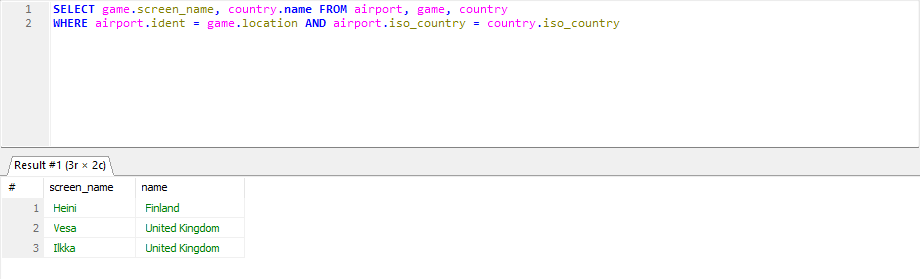 1 SELECT game.screen_name, country.name FROM airport, game, country
2 WHERE airport.ident = game.location AND airport.iso_country = country.iso_country
Result #1 (3r × 2c)
# screen_name name
1 Heini Finland
2 Vesa United Kingdom
3 Ilkka United Kingdom